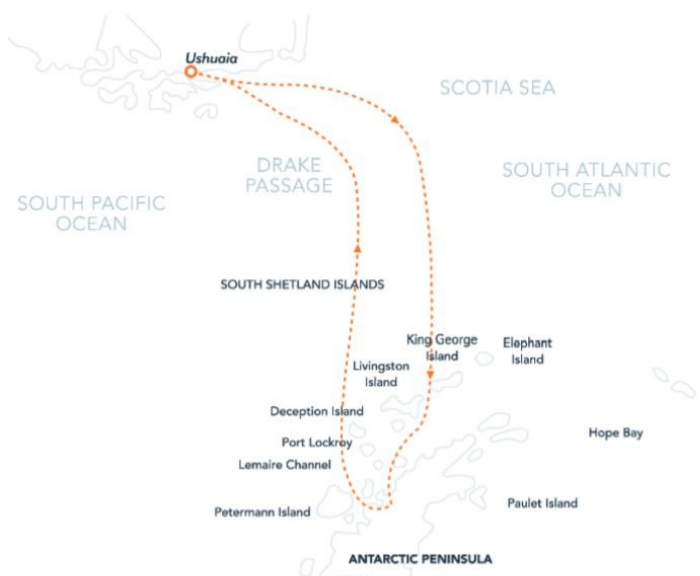 Ushuaia
SCOTIA SEA
DRAKE
PASSAGE
SOUTH ATLANTIC
OCEAN
SOUTH PACIFIC
OCEAN
SOUTH SHETLAND ISLANDS
King George
Island
Elephant
Island
Livingston
Island
Deception Island
Port Lockroy
Hope Bay
Lemaire Channel
Petermann Island
Paulet Island
ANTARCTIC PENINSULA